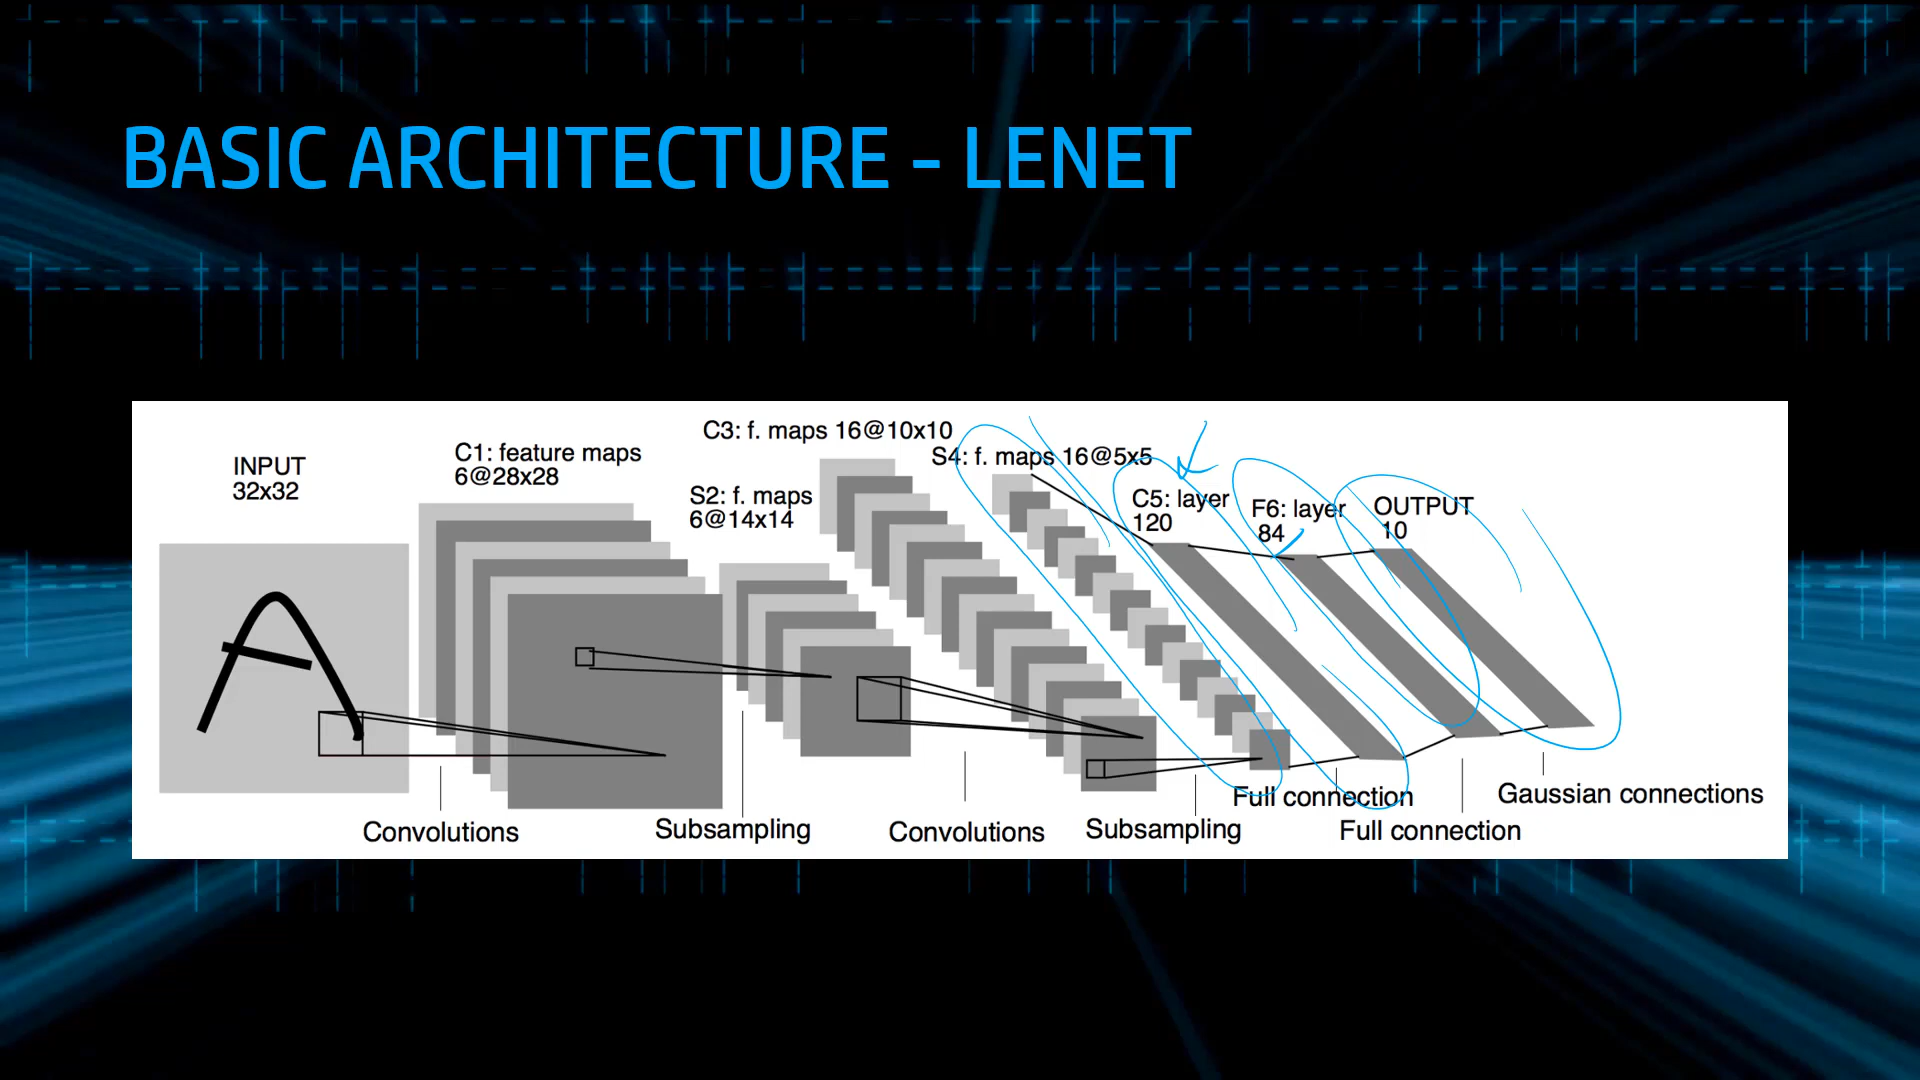 BASIC ARCHITECTURE - LENET
INPUT
32x32
C1: feature maps
6@28x28
S2: f. maps
6@14x14
C3: f. maps 16@10x10
S4: f. maps 16@5x5
C5: layer
120
F6: layer
84
OUTPUT
10
A
Convolutions
Subsampling
Convolutions
Subsampling
Full connection
Full connection
Gaussian connections